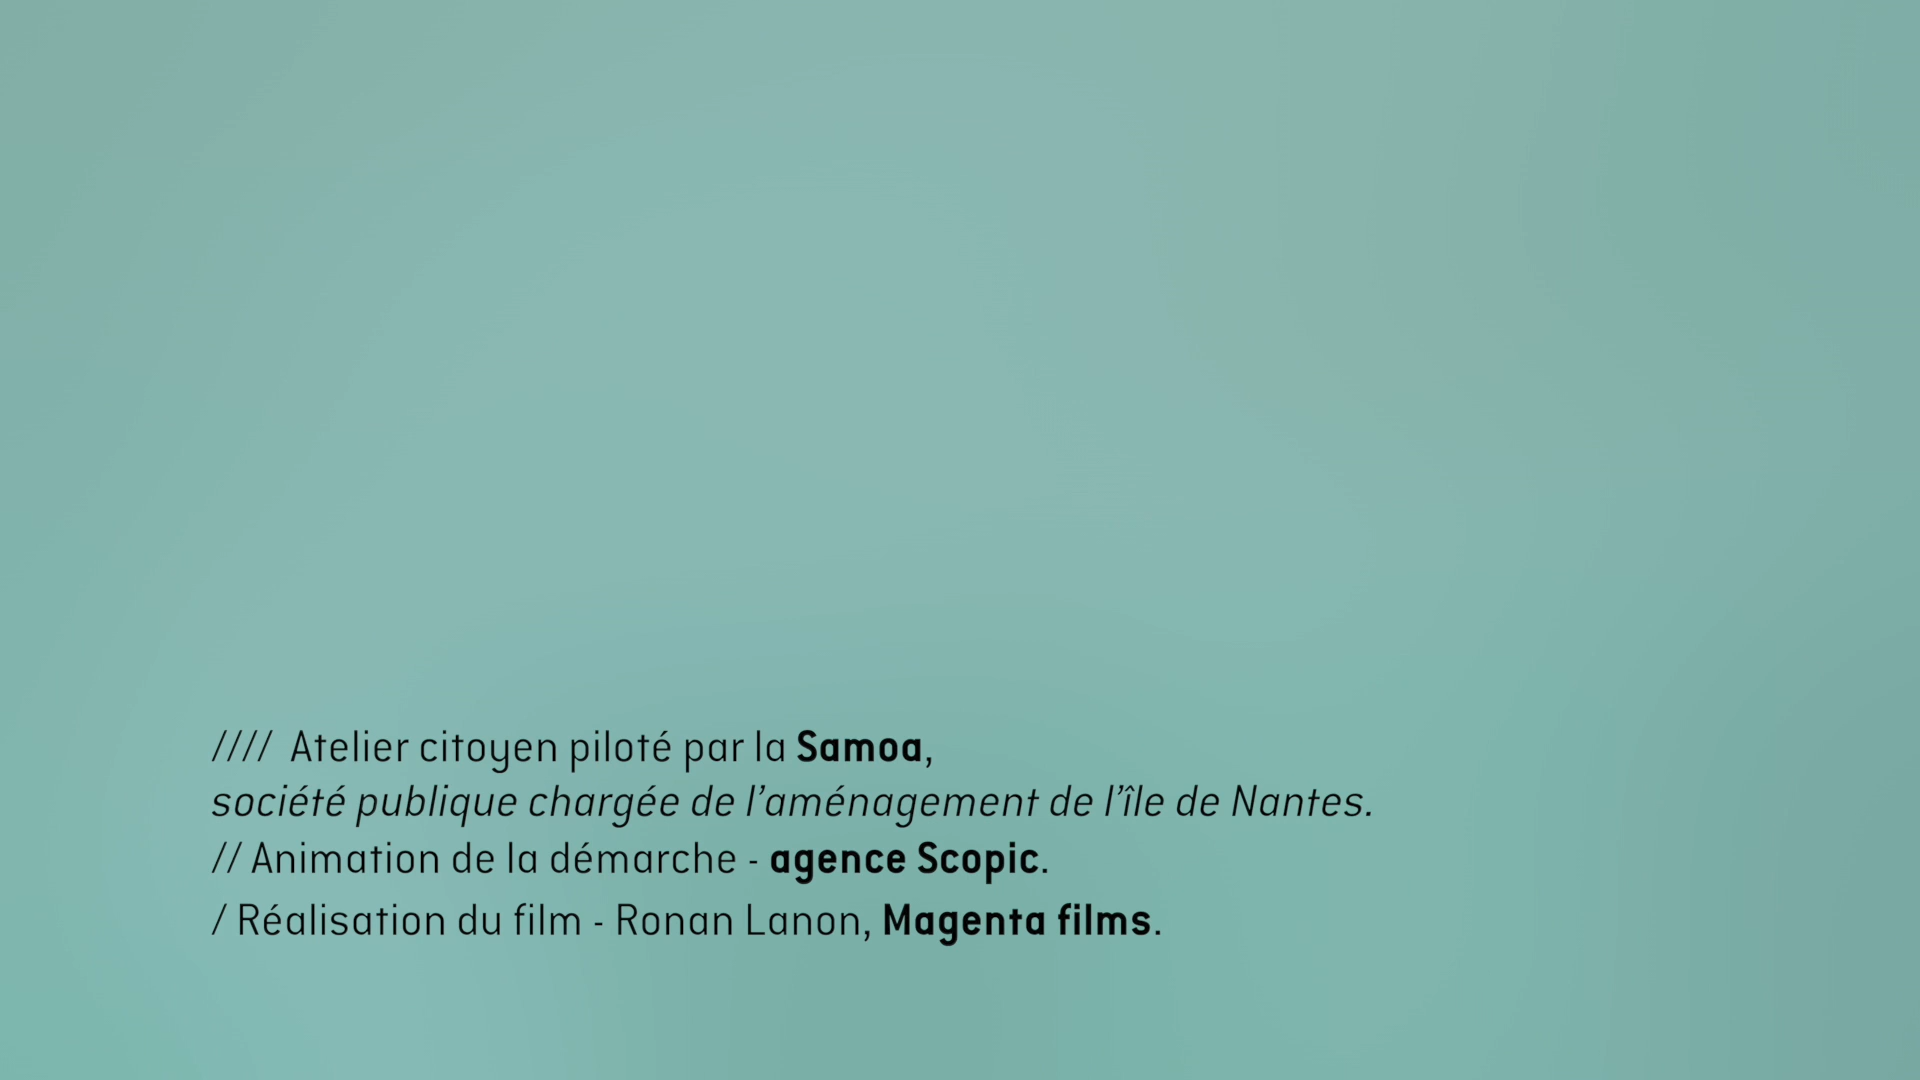 //// Atelier citoyen piloté par la Samoa,
société publique chargée de l’aménagement de l’île de Nantes.
// Animation de la démarche - agence Scopic.
/ Réalisation du film - Ronan Lanon, Magenta films.